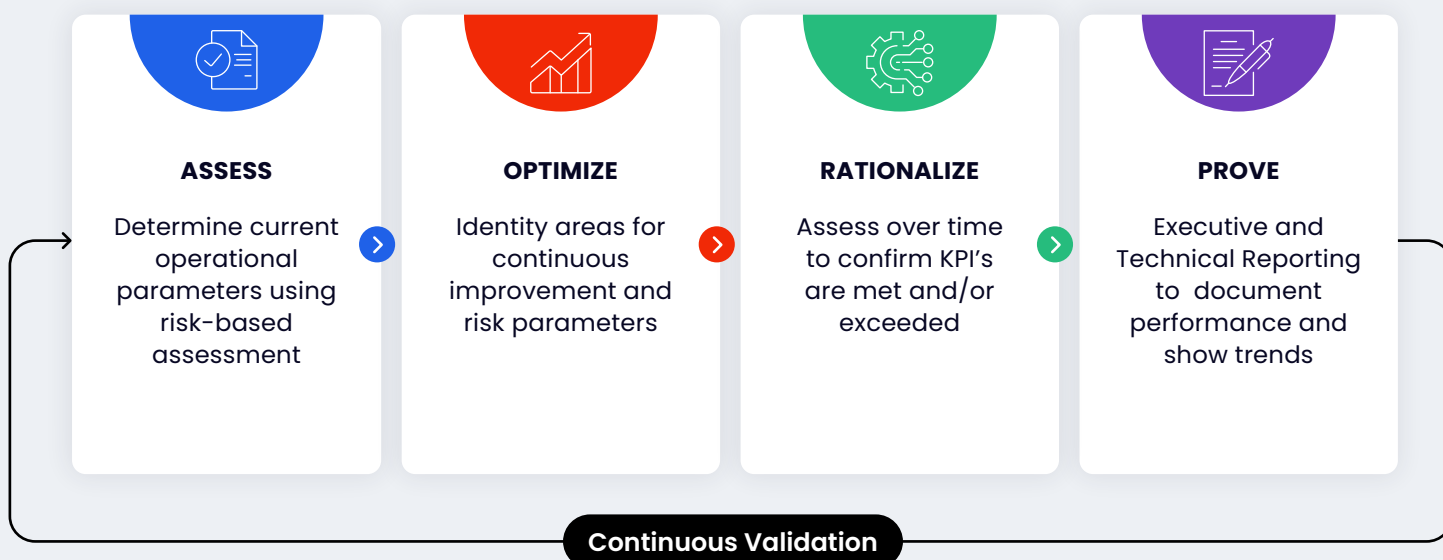 ASSESS
Determine current
operational
parameters using
risk-based
assessment
OPTIMIZE
Identity areas for
continuous
improvement and
risk parameters
RATIONALIZE
Assess over time
to confirm KPI’s
are met and/or
exceeded
PROVE
Executive and
Technical Reporting
to  document
performance and
show trends
Continuous Validation